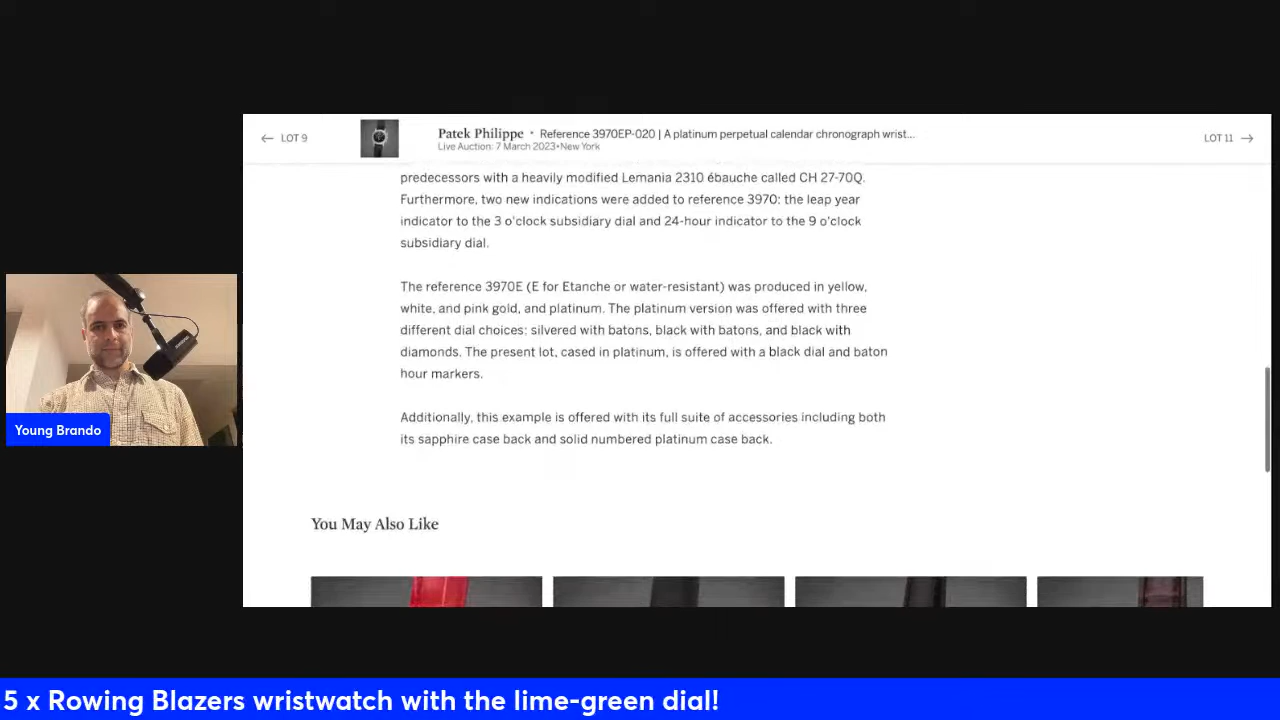 ← LOT 9
Patek Philippe • Reference 3970EP-020 | A platinum perpetual calendar chronograph wrist...
Live Auction: 7 March 2023•New York
LOT 11 →
predecessors with a heavily modified Lemania 2310 ébauche called CH 27-70Q.
Furthermore, two new indications were added to reference 3970: the leap year
indicator to the 3 o'clock subsidiary dial and 24-hour indicator to the 9 o'clock
subsidiary dial.
The reference 3970E (E for Etanche or water-resistant) was produced in yellow,
white, and pink gold, and platinum. The platinum version was offered with three
different dial choices: silvered with batons, black with batons, and black with
diamonds. The present lot, cased in platinum, is offered with a black dial and baton
hour markers.
Additionally, this example is offered with its full suite of accessories including both
its sapphire case back and solid numbered platinum case back.
You May Also Like
Young Brando
5 x Rowing Blazers wristwatch with the lime-green dial!